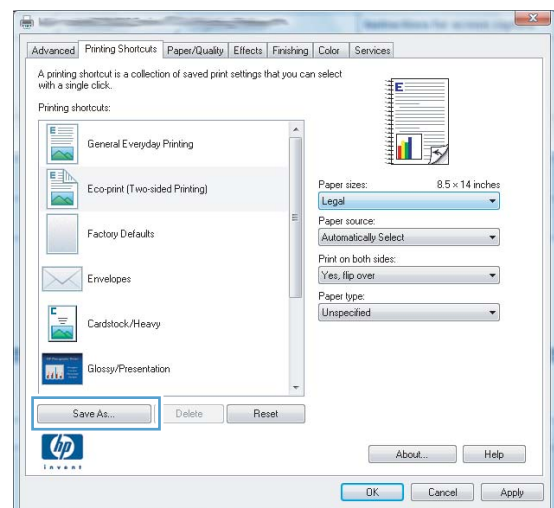 Advanced Printing Shortcuts Paper/Quality Effects Finishing Color Services
A printing shortcut is a collection of saved print settings that you can select
with a single click.
Printing shortcuts:
General Everyday Printing
Eco-print (Two-sided Printing)
Factory Defaults
Envelopes
Cardstock/Heavy
Glossy/Presentation
Save As... Delete Reset
E
Paper sizes: 8.5 × 14 inches
Legal
Paper source:
Automatically Select
Print on both sides:
Yes, flip over
Paper type:
Unspecified
hp
invent
About... Help
OK Cancel Apply